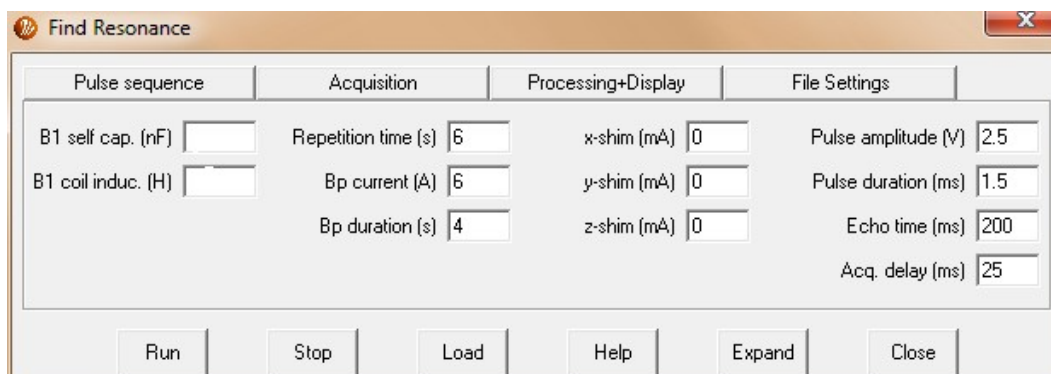 Find Resonance
X
Pulse sequence Acquisition Processing+Display File Settings
B1 self cap. (nF) Repetition time (s) 6 x-shim (mA) 0 Pulse amplitude (V) 2.5
B1 coil induc. (H) Bp current (A) 6 y-shim (mA) 0 Pulse duration (ms) 1.5
Bp duration (s) 4 z-shim (mA) 0 Echo time (ms) 200
Acq. delay (ms) 25
Run Stop Load Help Expand Close